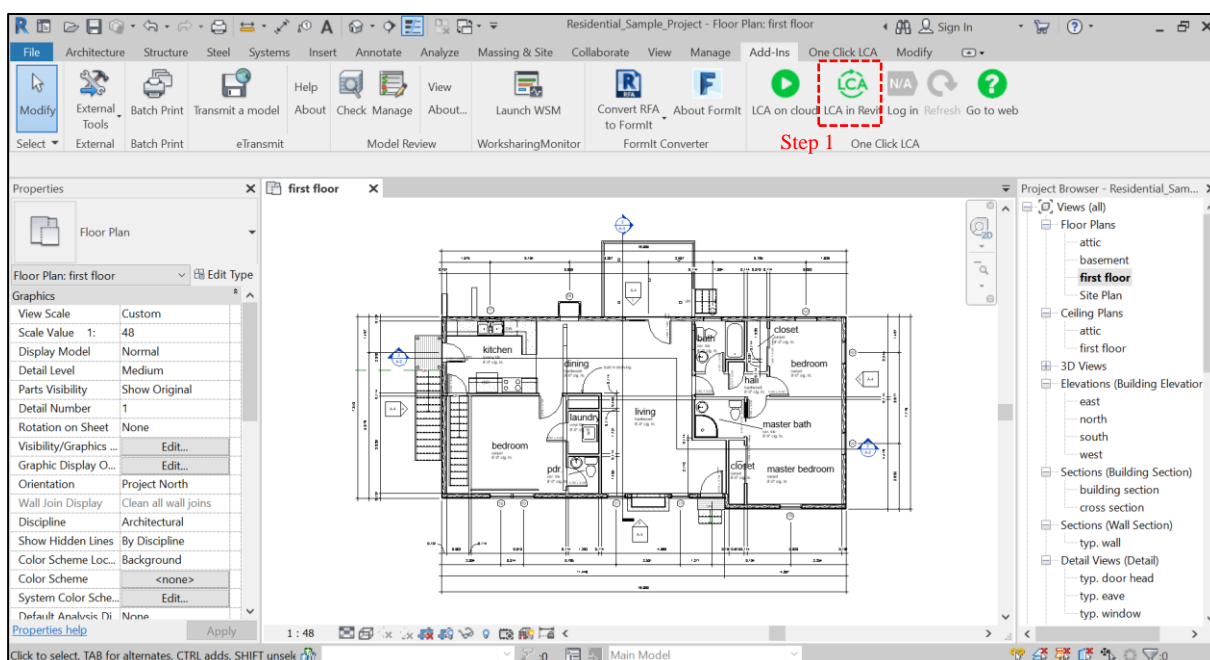 Residential_Sample_Project - Floor Plan: first floor
Sign In
File Architecture Structure Steel Systems Insert Annotate Analyze Massing & Site Collaborate View Manage Add-Ins One Click LCA Modify
Modify
External Tools
Batch Print
Transmit a model
Help
About
Check
Manage
View
About...
Launch WSM
RFA
Convert RFA to FormIt
About FormIt
LCA on cloud
LCA
LCA in Revit
N/A
Log in
Refresh
Go to web
Select
External
Batch Print
eTransmit
Model Review
WorksharingMonitor
FormIt Converter
Step 1
One Click LCA
Properties
Floor Plan
Floor Plan: first floor
Edit Type
Graphics
View Scale Custom
Scale Value 1: 48
Display Model Normal
Detail Level Medium
Parts Visibility Show Original
Detail Number 1
Rotation on Sheet None
Visibility/Graphics ... Edit...
Graphic Display O... Edit...
Orientation Project North
Wall Join Display Clean all wall joins
Discipline Architectural
Show Hidden Lines By Discipline
Color Scheme Loc... Background
Color Scheme <none>
System Color Sche... Edit...
Default Analysis Di None
Properties help
Apply
first floor
2D
kitchen
dining
bath
closet
bedroom
hall
laundry
living
master bath
bedroom
pdr.
closet
master bedroom
1 : 48
Project Browser - Residential_Sam...
Views (all)
Floor Plans
attic
basement
first floor
Site Plan
Ceiling Plans
attic
first floor
3D Views
Elevations (Building Elevation
east
north
south
west
Sections (Building Section)
building section
cross section
Sections (Wall Section)
typ. wall
Detail Views (Detail)
typ. door head
typ. eave
typ. window
Click to select, TAB for alternates, CTRL adds, SHIFT unsele
:0
Main Model
:0